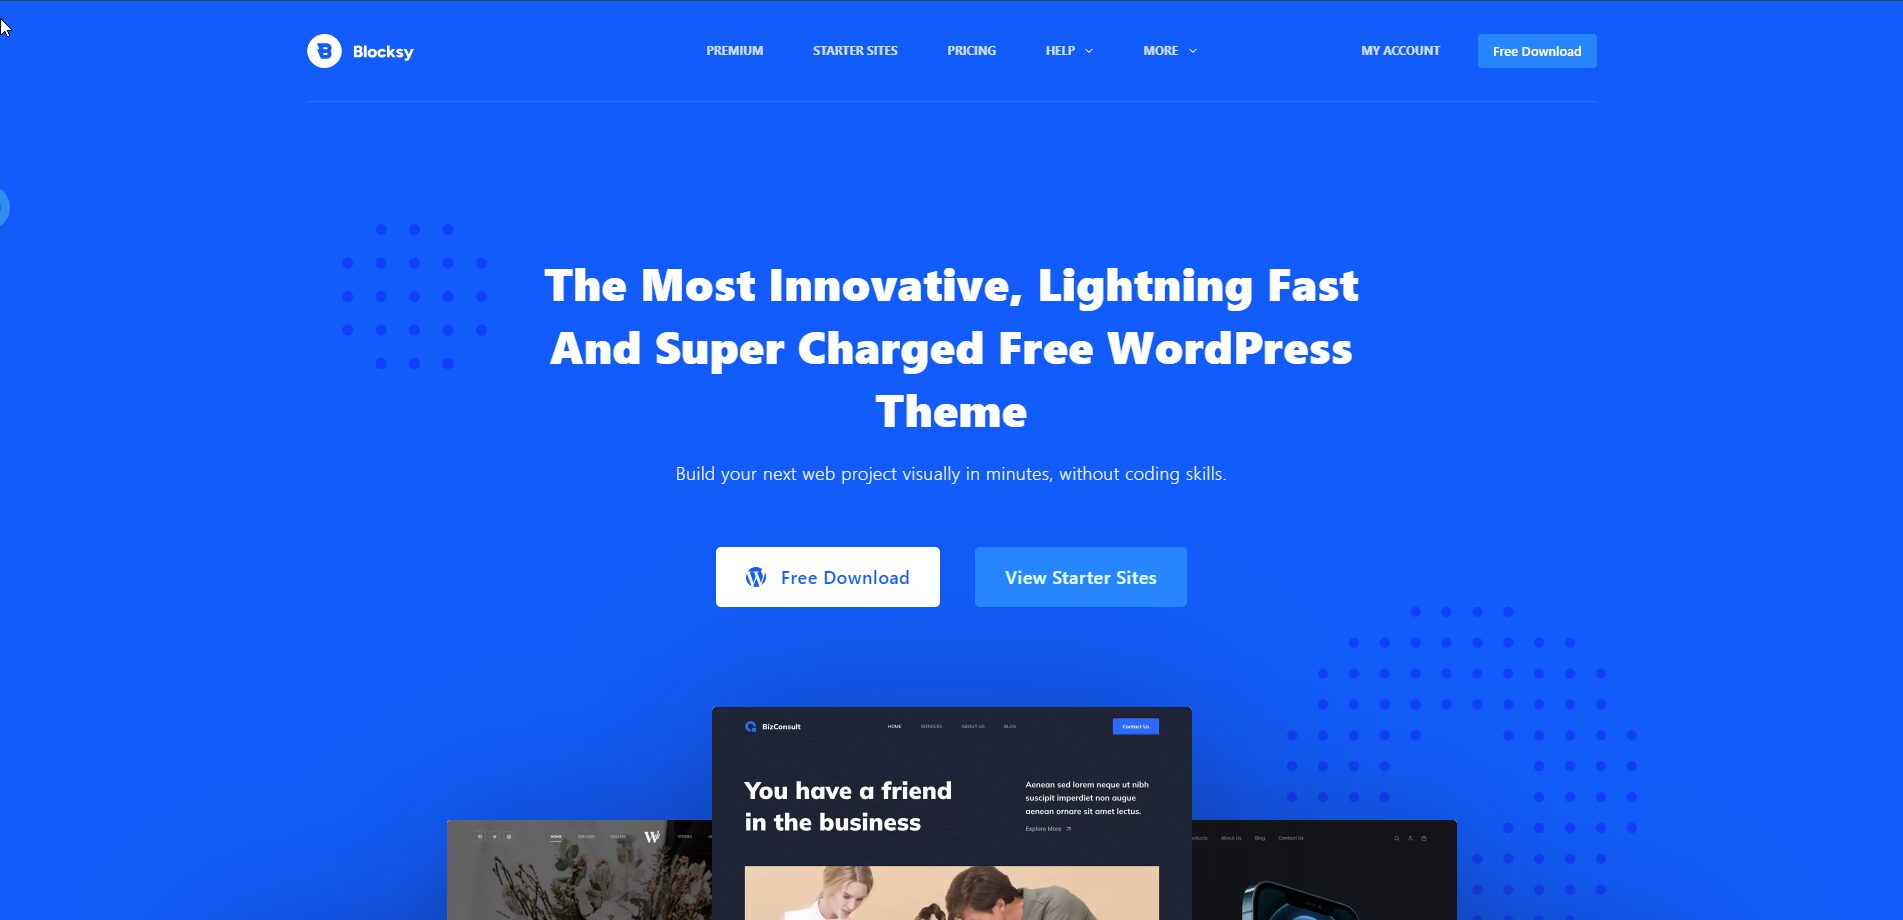 Blocksy
PREMIUM
STARTER SITES
PRICING
HELP
MORE
MY ACCOUNT
Free Download
The Most Innovative, Lightning Fast
And Super Charged Free WordPress
Theme
Build your next web project visually in minutes, without coding skills.
Free Download
View Starter Sites
BizConsult
HOME
SERVICES
ABOUT US
BLOG
Contact Us
You have a friend
in the business
Aenean sed lorem neque ut nibh
suscipit imperdiet non augue
aenean ornare sit amet lectus.
Explore More
HOME
SERVICES
GALLERY
STORIES
About Us
Blog
Contact Us